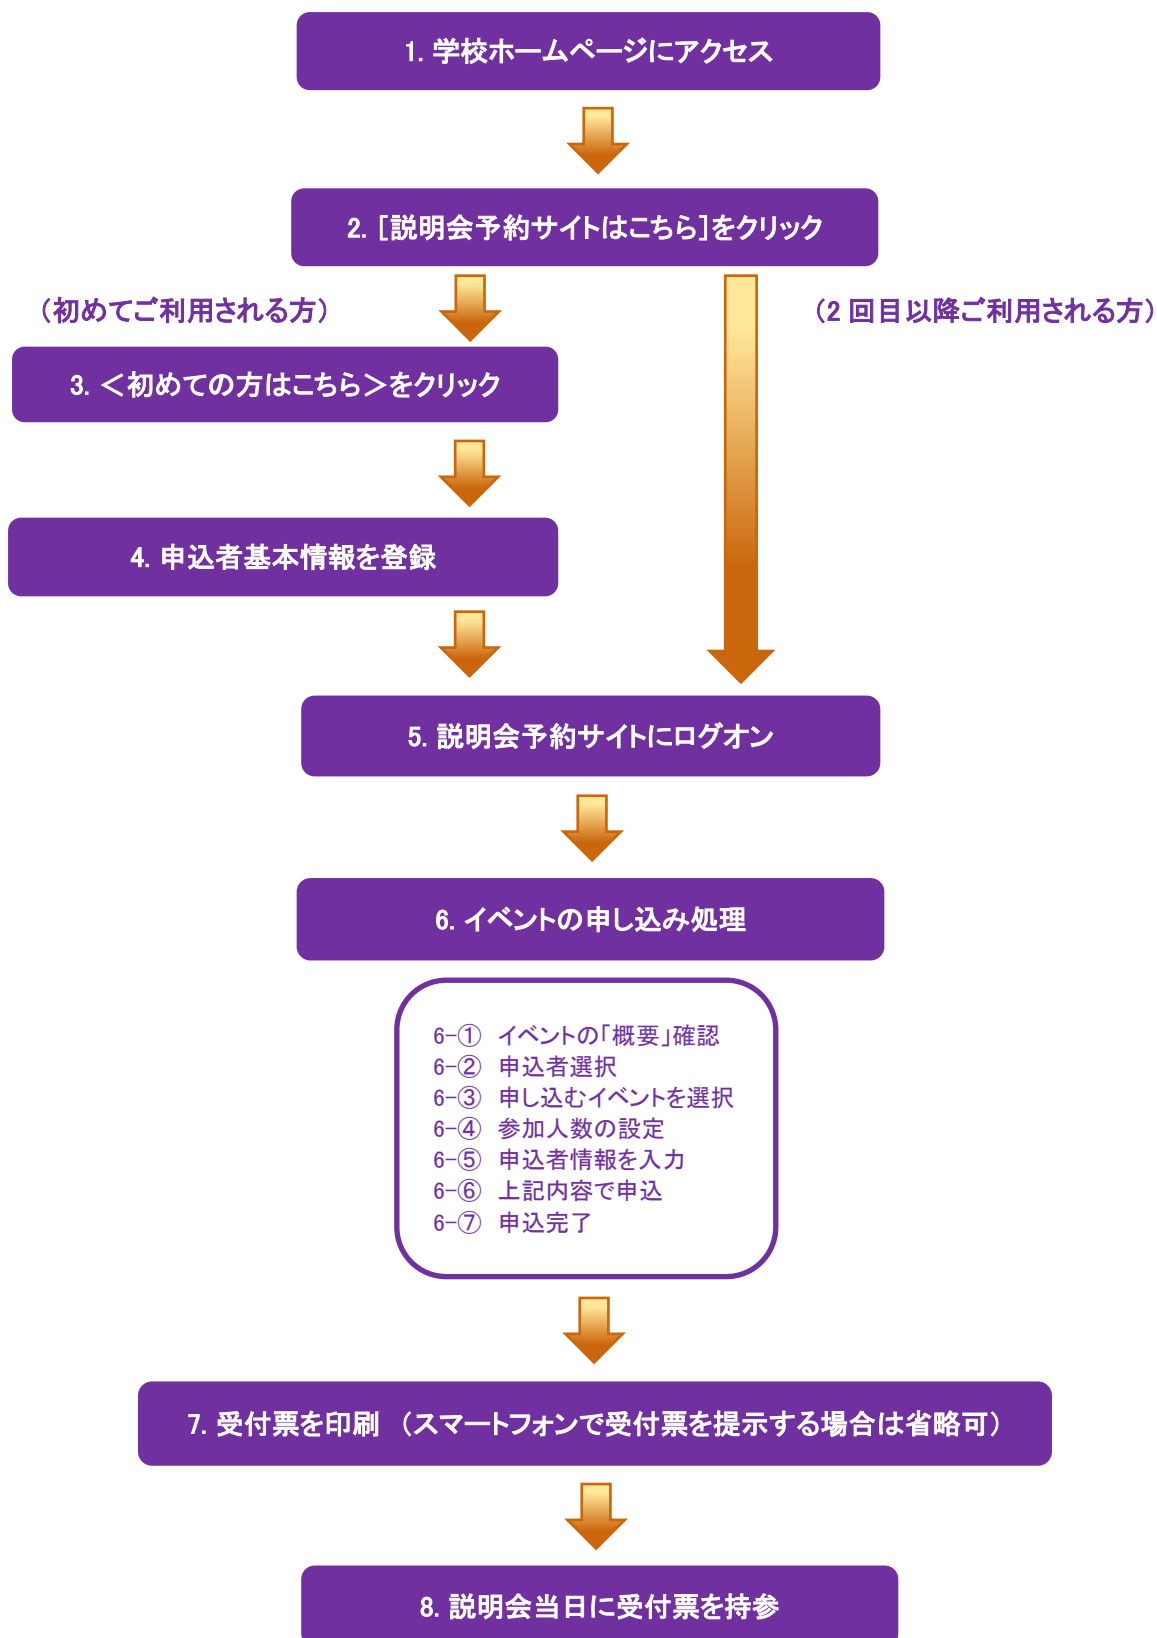 1. 学校ホームページにアクセス
2. [説明会予約サイトはこちら]をクリック
(初めてご利用される方)
(2 回目以降ご利用される方)
3. <初めての方はこちら>をクリック
4. 申込者基本情報を登録
5. 説明会予約サイトにログオン
6. イベントの申し込み処理
6-① イベントの「概要」確認
6-② 申込者選択
6-③ 申し込むイベントを選択
6-④ 参加人数の設定
6-⑤ 申込者情報を入力
6-⑥ 上記内容で申込
6-⑦ 申込完了
7. 受付票を印刷 (スマートフォンで受付票を提示する場合は省略可)
8. 説明会当日に受付票を持参